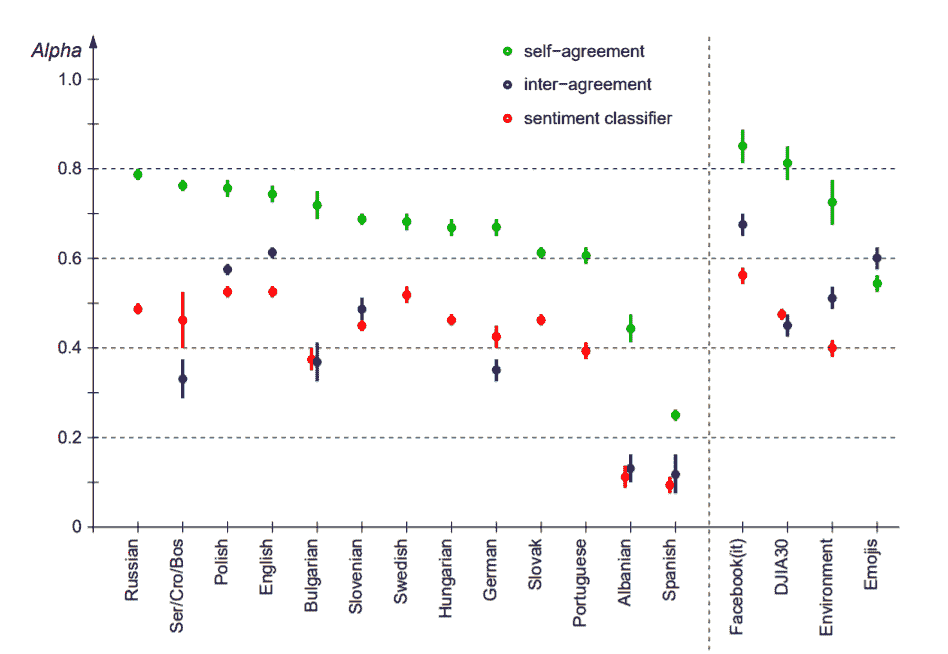 Alpha
self−agreement
inter−agreement
sentiment classifier
1.0
0.8
0.6
0.4
0.2
0
Russian
Ser/Cro/Bos
Polish
English
Bulgarian
Slovenian
Swedish
Hungarian
German
Slovak
Portuguese
Albanian
Spanish
Facebook(it)
DJIA30
Environment
Emojis